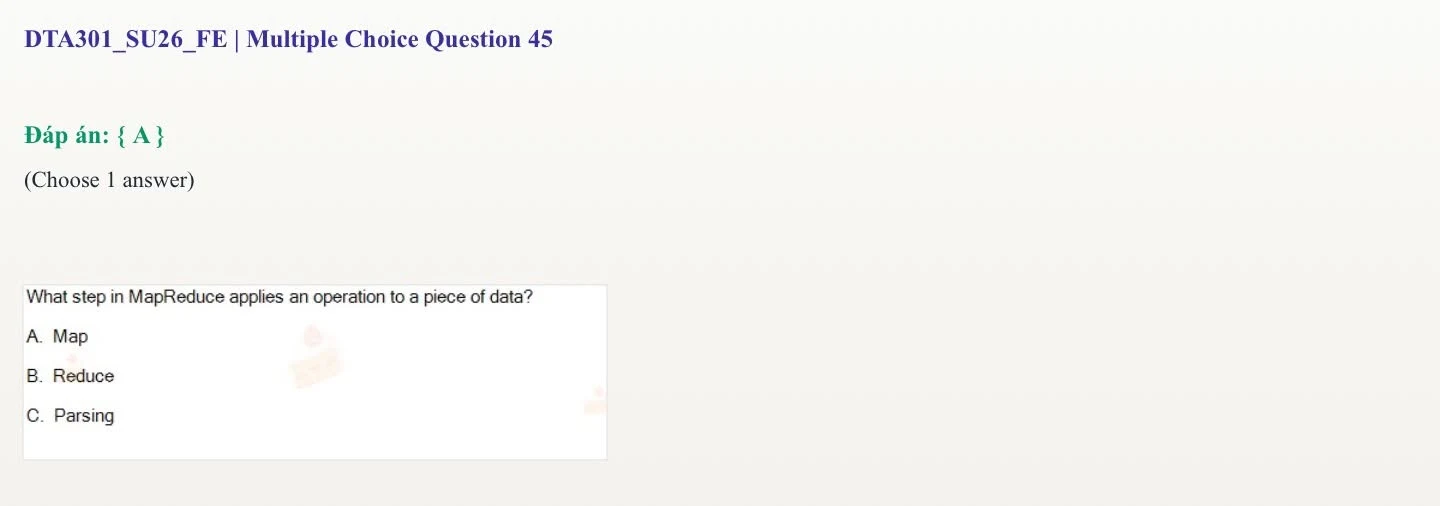 DTA301_SU26_FE | Multiple Choice Question 45
Đáp án: { A }
(Choose 1 answer)
What step in MapReduce applies an operation to a piece of data?
A. Map
B. Reduce
C. Parsing